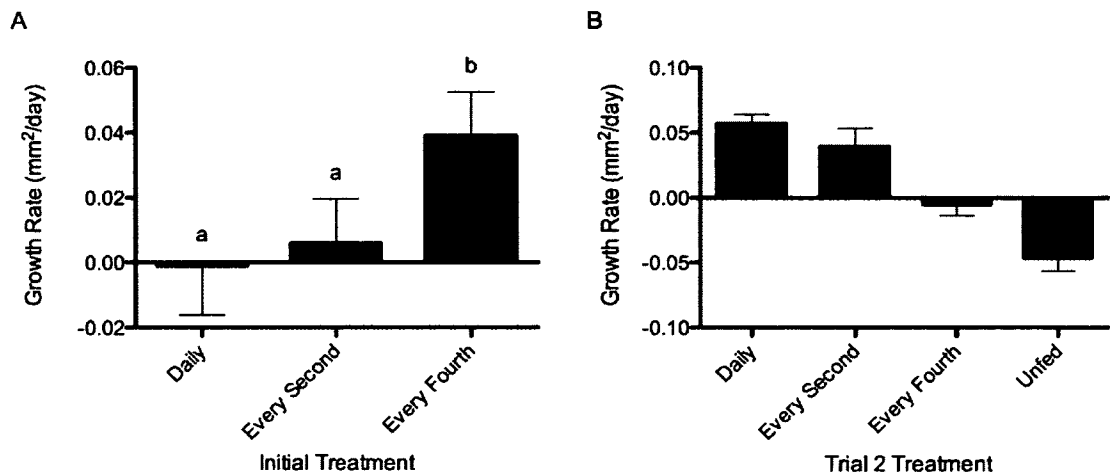 A
B
Growth Rate (mm²/day)
0.06
0.04
0.02
0.00
-0.02
a
a
b
Daily
Every Second
Every Fourth
Initial Treatment
Growth Rate (mm²/day)
0.10
0.05
0.00
-0.05
-0.10
Daily
Every Second
Every Fourth
Unfed
Trial 2 Treatment